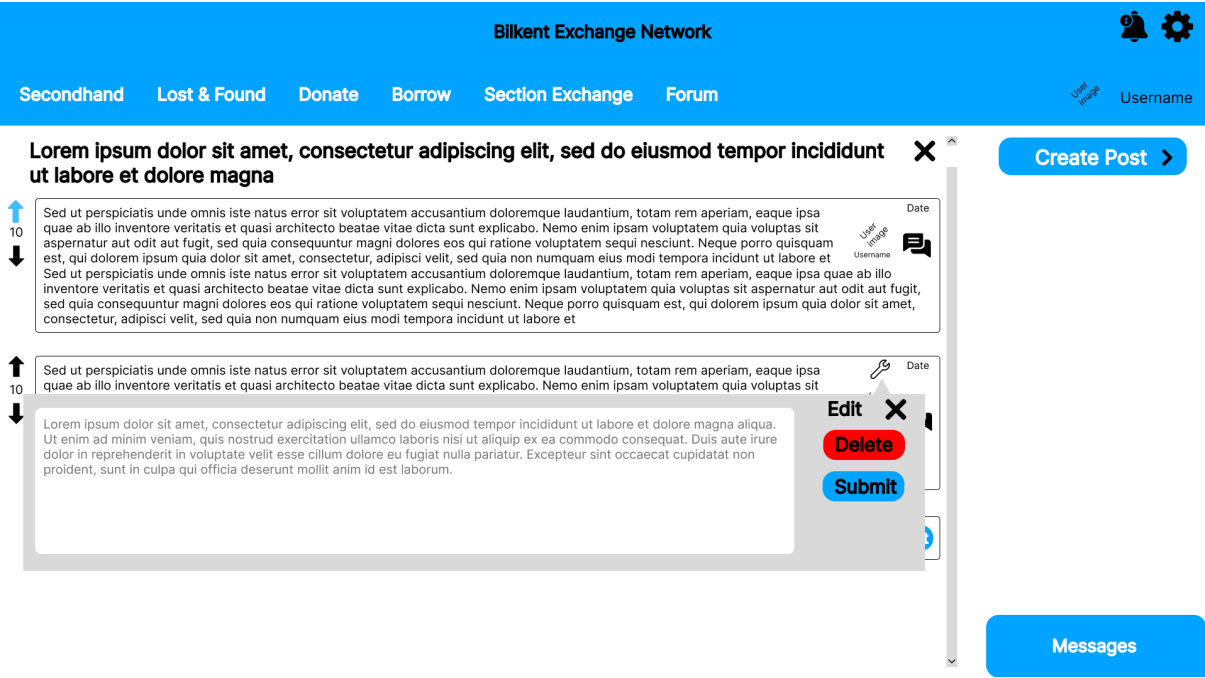 Bilkent Exchange Network
Secondhand
Lost & Found
Donate
Borrow
Section Exchange
Forum
User
image
Username
Lorem ipsum dolor sit amet, consectetur adipiscing elit, sed do eiusmod tempor incididunt
ut labore et dolore magna
Create Post
10
Sed ut perspiciatis unde omnis iste natus error sit voluptatem accusantium doloremque laudantium, totam rem aperiam, eaque ipsa
quae ab illo inventore veritatis et quasi architecto beatae vitae dicta sunt explicabo. Nemo enim ipsam voluptatem quia voluptas sit
aspernatur aut odit aut fugit, sed quia consequuntur magni dolores eos qui ratione voluptatem sequi nesciunt. Neque porro quisquam
est, qui dolorem ipsum quia dolor sit amet, consectetur, adipisci velit, sed quia non numquam eius modi tempora incidunt ut labore et
Sed ut perspiciatis unde omnis iste natus error sit voluptatem accusantium doloremque laudantium, totam rem aperiam, eaque ipsa quae ab illo
inventore veritatis et quasi architecto beatae vitae dicta sunt explicabo. Nemo enim ipsam voluptatem quia voluptas sit aspernatur aut odit aut fugit,
sed quia consequuntur magni dolores eos qui ratione voluptatem sequi nesciunt. Neque porro quisquam est, qui dolorem ipsum quia dolor sit amet,
consectetur, adipisci velit, sed quia non numquam eius modi tempora incidunt ut labore et
Date
User
image
Username
10
Sed ut perspiciatis unde omnis iste natus error sit voluptatem accusantium doloremque laudantium, totam rem aperiam, eaque ipsa
quae ab illo inventore veritatis et quasi architecto beatae vitae dicta sunt explicabo. Nemo enim ipsam voluptatem quia voluptas sit
Date
Edit
Lorem ipsum dolor sit amet, consectetur adipiscing elit, sed do eiusmod tempor incididunt ut labore et dolore magna aliqua.
Ut enim ad minim veniam, quis nostrud exercitation ullamco laboris nisi ut aliquip ex ea commodo consequat. Duis aute irure
dolor in reprehenderit in voluptate velit esse cillum dolore eu fugiat nulla pariatur. Excepteur sint occaecat cupidatat non
proident, sunt in culpa qui officia deserunt mollit anim id est laborum.
Delete
Submit
Messages